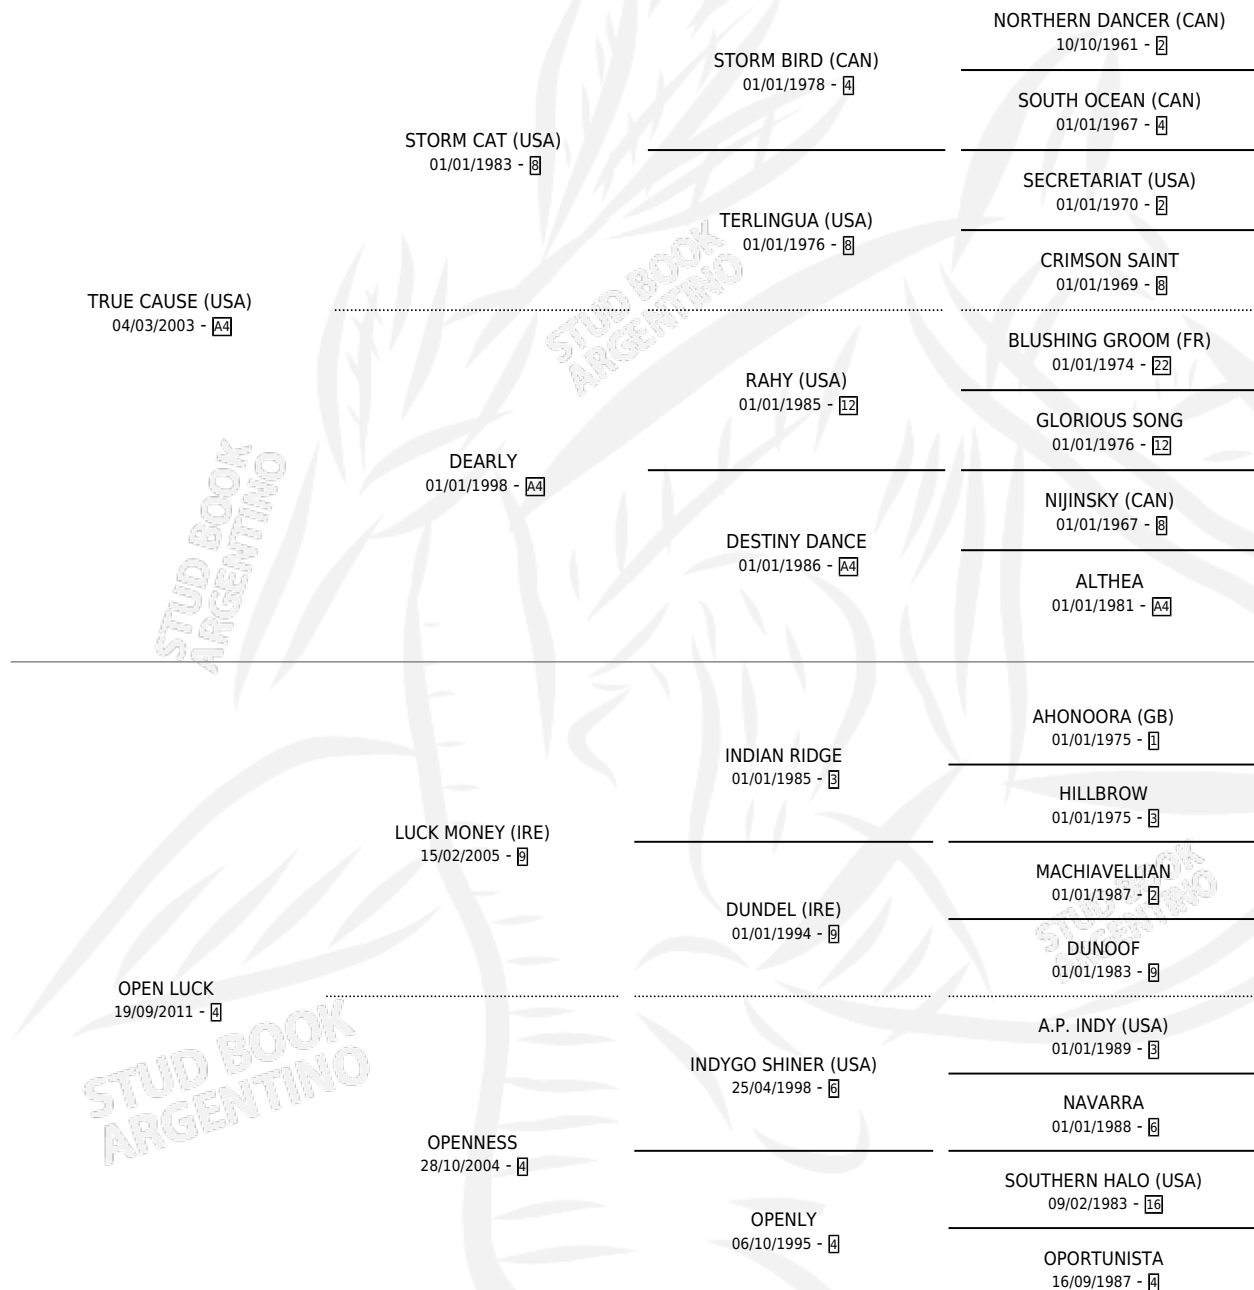 NORTHERN DANCER (CAN)
10/10/1961 - 2
STORM BIRD (CAN)
01/01/1978 - 4
SOUTH OCEAN (CAN)
01/01/1967 - 4
STORM CAT (USA)
01/01/1983 - 8
SECRETARIAT (USA)
01/01/1970 - 2
TERLINGUA (USA)
01/01/1976 - 8
CRIMSON SAINT
01/01/1969 - 8
TRUE CAUSE (USA)
04/03/2003 - A4
BLUSHING GROOM (FR)
01/01/1974 - 22
RAHY (USA)
01/01/1985 - 12
GLORIOUS SONG
01/01/1976 - 12
DEARLY
01/01/1998 - A4
NIJINSKY (CAN)
01/01/1967 - 8
DESTINY DANCE
01/01/1986 - A4
ALTHEA
01/01/1981 - A4
AHONOORA (GB)
01/01/1975 - 1
INDIAN RIDGE
01/01/1985 - 3
HILLBROW
01/01/1975 - 3
LUCK MONEY (IRE)
15/02/2005 - 9
MACHIAVELLIAN
01/01/1987 - 2
DUNDEL (IRE)
01/01/1994 - 9
DUNOOF
01/01/1983 - 9
OPEN LUCK
19/09/2011 - 4
A.P. INDY (USA)
01/01/1989 - 3
INDYGO SHINER (USA)
25/04/1998 - 6
NAVARRA
01/01/1988 - 6
OPENNESS
28/10/2004 - 4
SOUTHERN HALO (USA)
09/02/1983 - 16
OPENLY
06/10/1995 - 4
OPORTUNISTA
16/09/1987 - 4
STUD BOOK
ARGENTINO
STUD BOOK
ARGENTINO
STUD BOOK
ARGENTINO
STUD BOOK
ARGENTINO